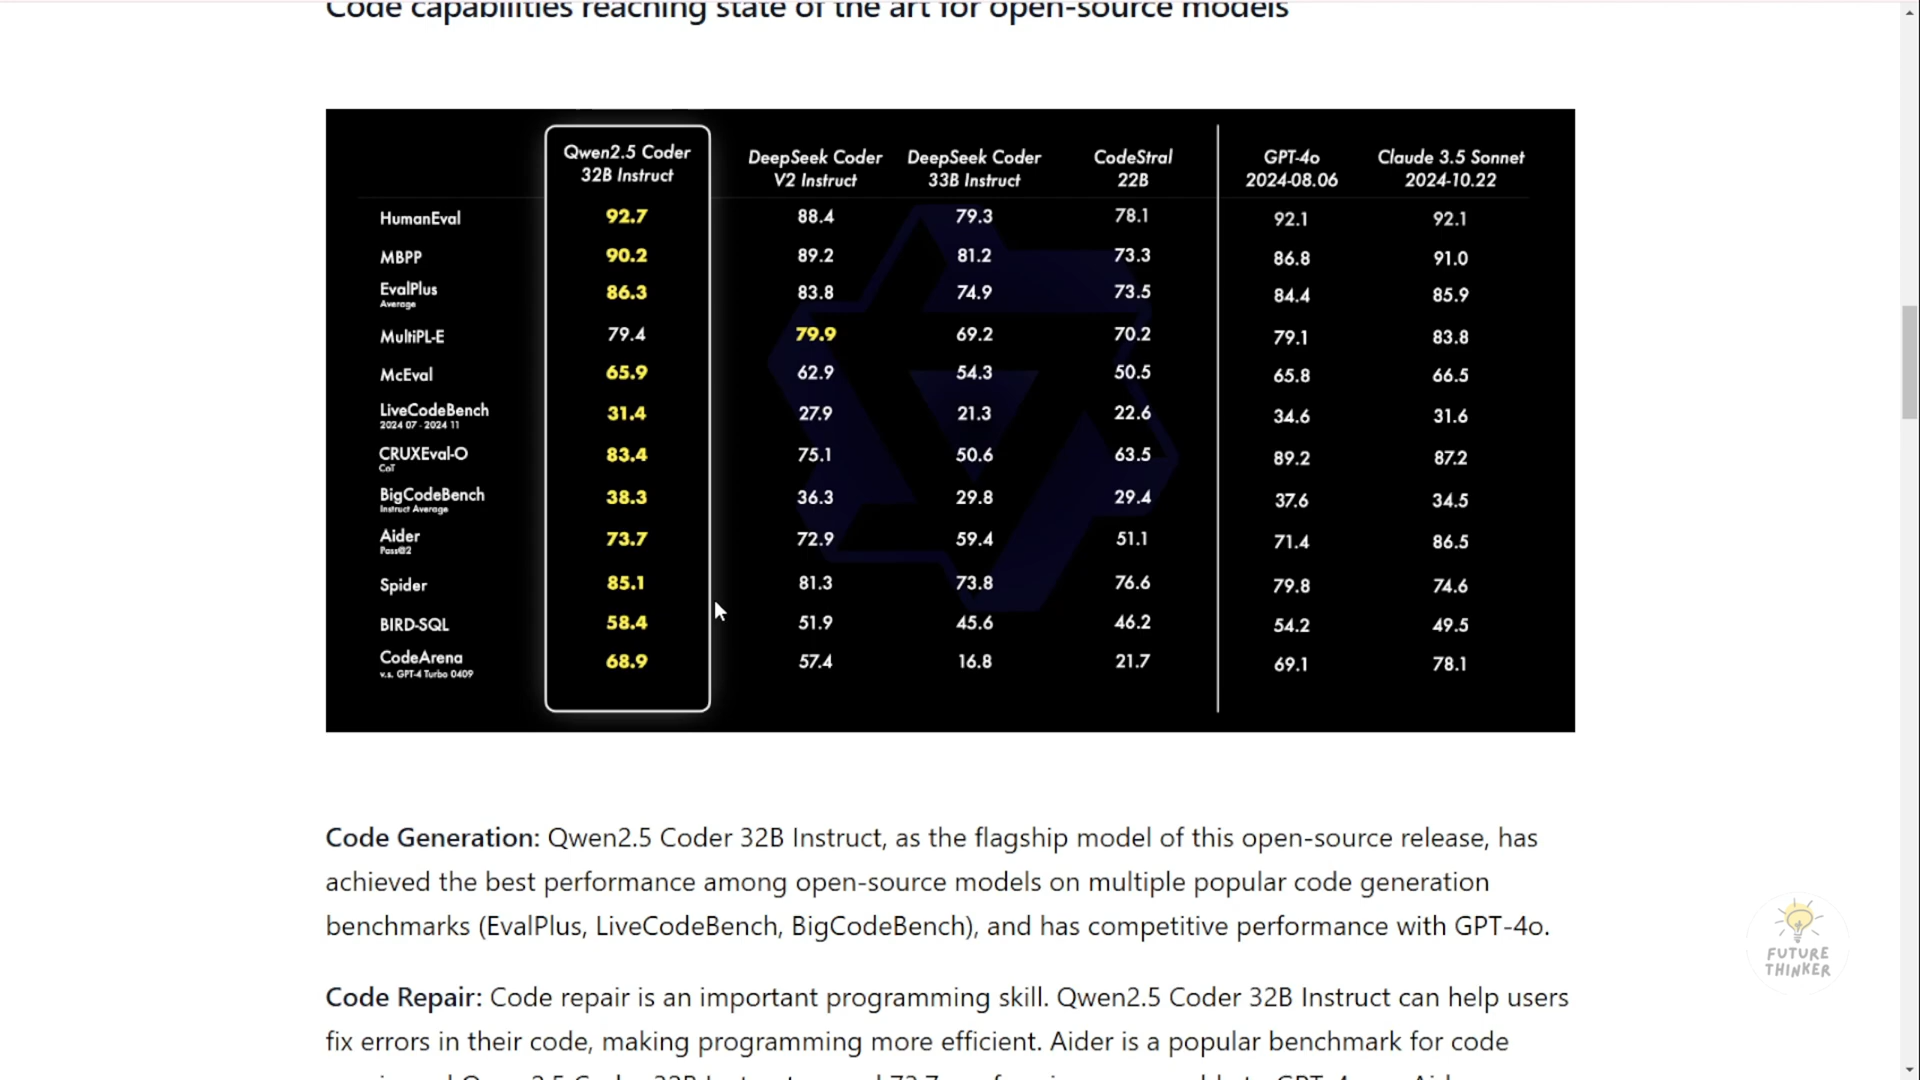 Code capabilities reaching state of the art for open-source models
Qwen2.5 Coder 32B Instruct DeepSeek Coder V2 Instruct DeepSeek Coder 33B Instruct CodeStral 22B GPT-4o 2024-08.06 Claude 3.5 Sonnet 2024-10.22
HumanEval 92.7 88.4 79.3 78.1 92.1 92.1
MBPP 90.2 89.2 81.2 73.3 86.8 91.0
EvalPlus Average 86.3 83.8 74.9 73.5 84.4 85.9
MultiPL-E 79.4 79.9 69.2 70.2 79.1 83.8
McEval 65.9 62.9 54.3 50.5 65.8 66.5
LiveCodeBench 2024 07 - 2024 11 31.4 27.9 21.3 22.6 34.6 31.6
CRUXEval-O CoT 83.4 75.1 50.6 63.5 89.2 87.2
BigCodeBench Instruct Average 38.3 36.3 29.8 29.4 37.6 34.5
Aider Pass@2 73.7 72.9 59.4 51.1 71.4 86.5
Spider 85.1 81.3 73.8 76.6 79.8 74.6
BIRD-SQL 58.4 51.9 45.6 46.2 54.2 49.5
CodeArena v.s. GPT-4 Turbo 0409 68.9 57.4 16.8 21.7 69.1 78.1
Code Generation: Qwen2.5 Coder 32B Instruct, as the flagship model of this open-source release, has
achieved the best performance among open-source models on multiple popular code generation
benchmarks (EvalPlus, LiveCodeBench, BigCodeBench), and has competitive performance with GPT-4o.
Code Repair: Code repair is an important programming skill. Qwen2.5 Coder 32B Instruct can help users
fix errors in their code, making programming more efficient. Aider is a popular benchmark for code
FUTURE
THINKER